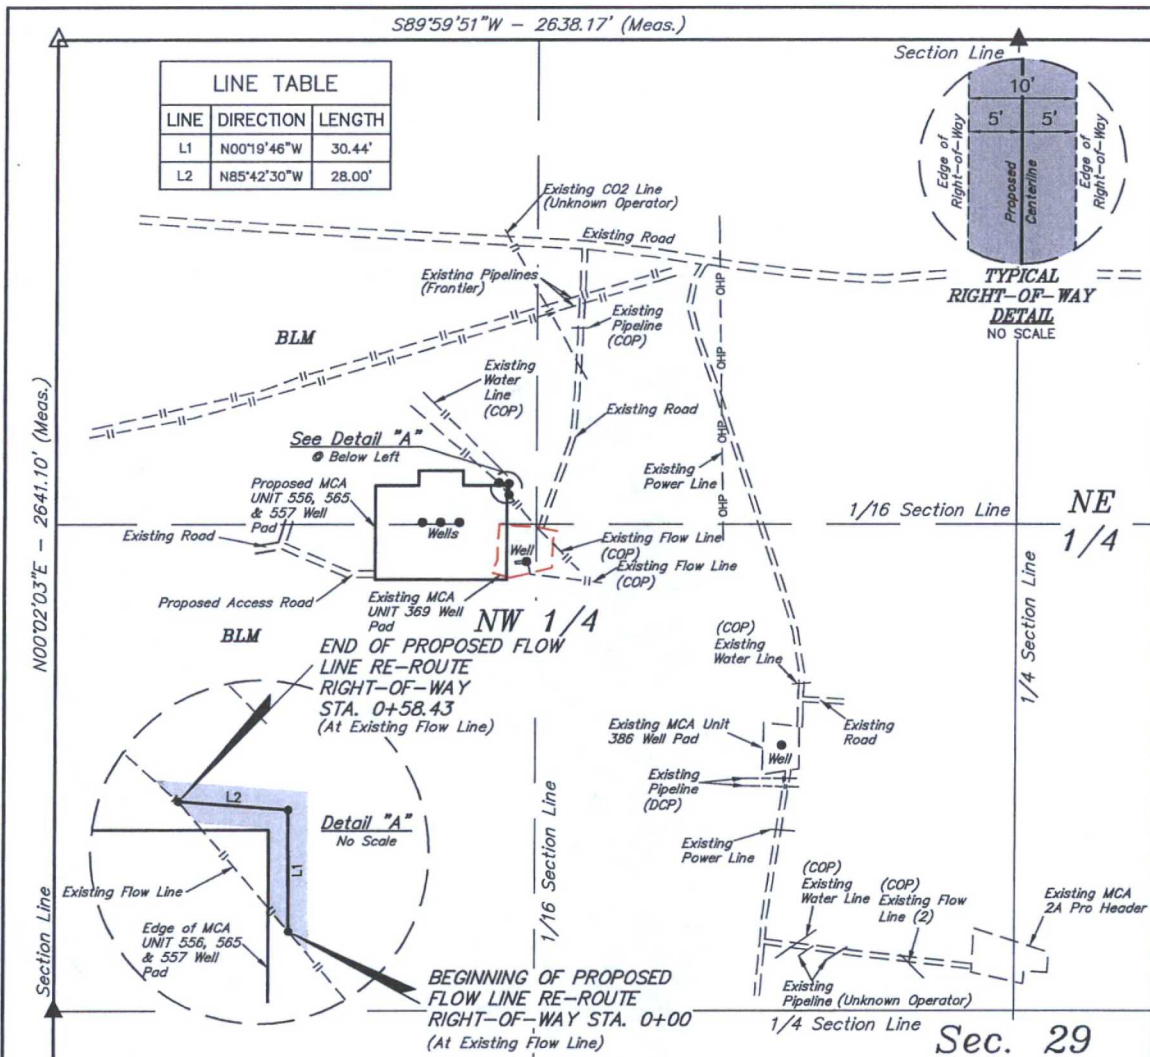 S89°59'51"W - 2638.17' (Meas.)
Section Line
LINE TABLE
LINE DIRECTION LENGTH
L1 N00°19'46"W 30.44'
L2 N85°42'30"W 28.00'
10'
5' 5'
Edge of
Right-of-Way
Proposed
Centerline
Edge of
Right-of-Way
TYPICAL
RIGHT-OF-WAY
DETAIL
NO SCALE
Existing CO2 Line
(Unknown Operator)
Existing Road
Existing Pipelines
(Frontier)
OHP
Existing
Pipeline
(COP)
BLM
OHP
Existing
Water
Line
(COP)
Existing Road
N00°02'03"E - 2641.10' (Meas.)
OHP
See Detail "A"
@ Below Left
Existing
Power Line
OHP
Proposed MCA
UNIT 556, 565
& 557 Well
Pad
Wells
1/16 Section Line
NE
1/4
Existing Road
Well
Existing Flow Line
(COP)
Existing Flow Line
(COP)
Proposed Access Road
Existing MCA
UNIT 369 Well
Pad
NW 1/4
BLM
END OF PROPOSED FLOW
LINE RE-ROUTE
RIGHT-OF-WAY
STA. 0+58.43
(At Existing Flow Line)
(COP)
Existing
Water Line
1/4 Section Line
Existing MCA Unit
386 Well Pad
Well
Existing
Road
Existing
Pipeline
(DCP)
L2
Detail "A"
No Scale
L1
Existing
Power Line
Existing Flow Line
1/16 Section Line
(COP)
Existing
Water Line
(COP)
Existing Flow
Line (2)
Existing MCA
2A Pro Header
Edge of MCA
UNIT 556, 565
& 557 Well
Pad
Section Line
BEGINNING OF PROPOSED
FLOW LINE RE-ROUTE
RIGHT-OF-WAY STA. 0+00
(At Existing Flow Line)
Existing
Pipeline (Unknown Operator)
1/4 Section Line
Sec. 29